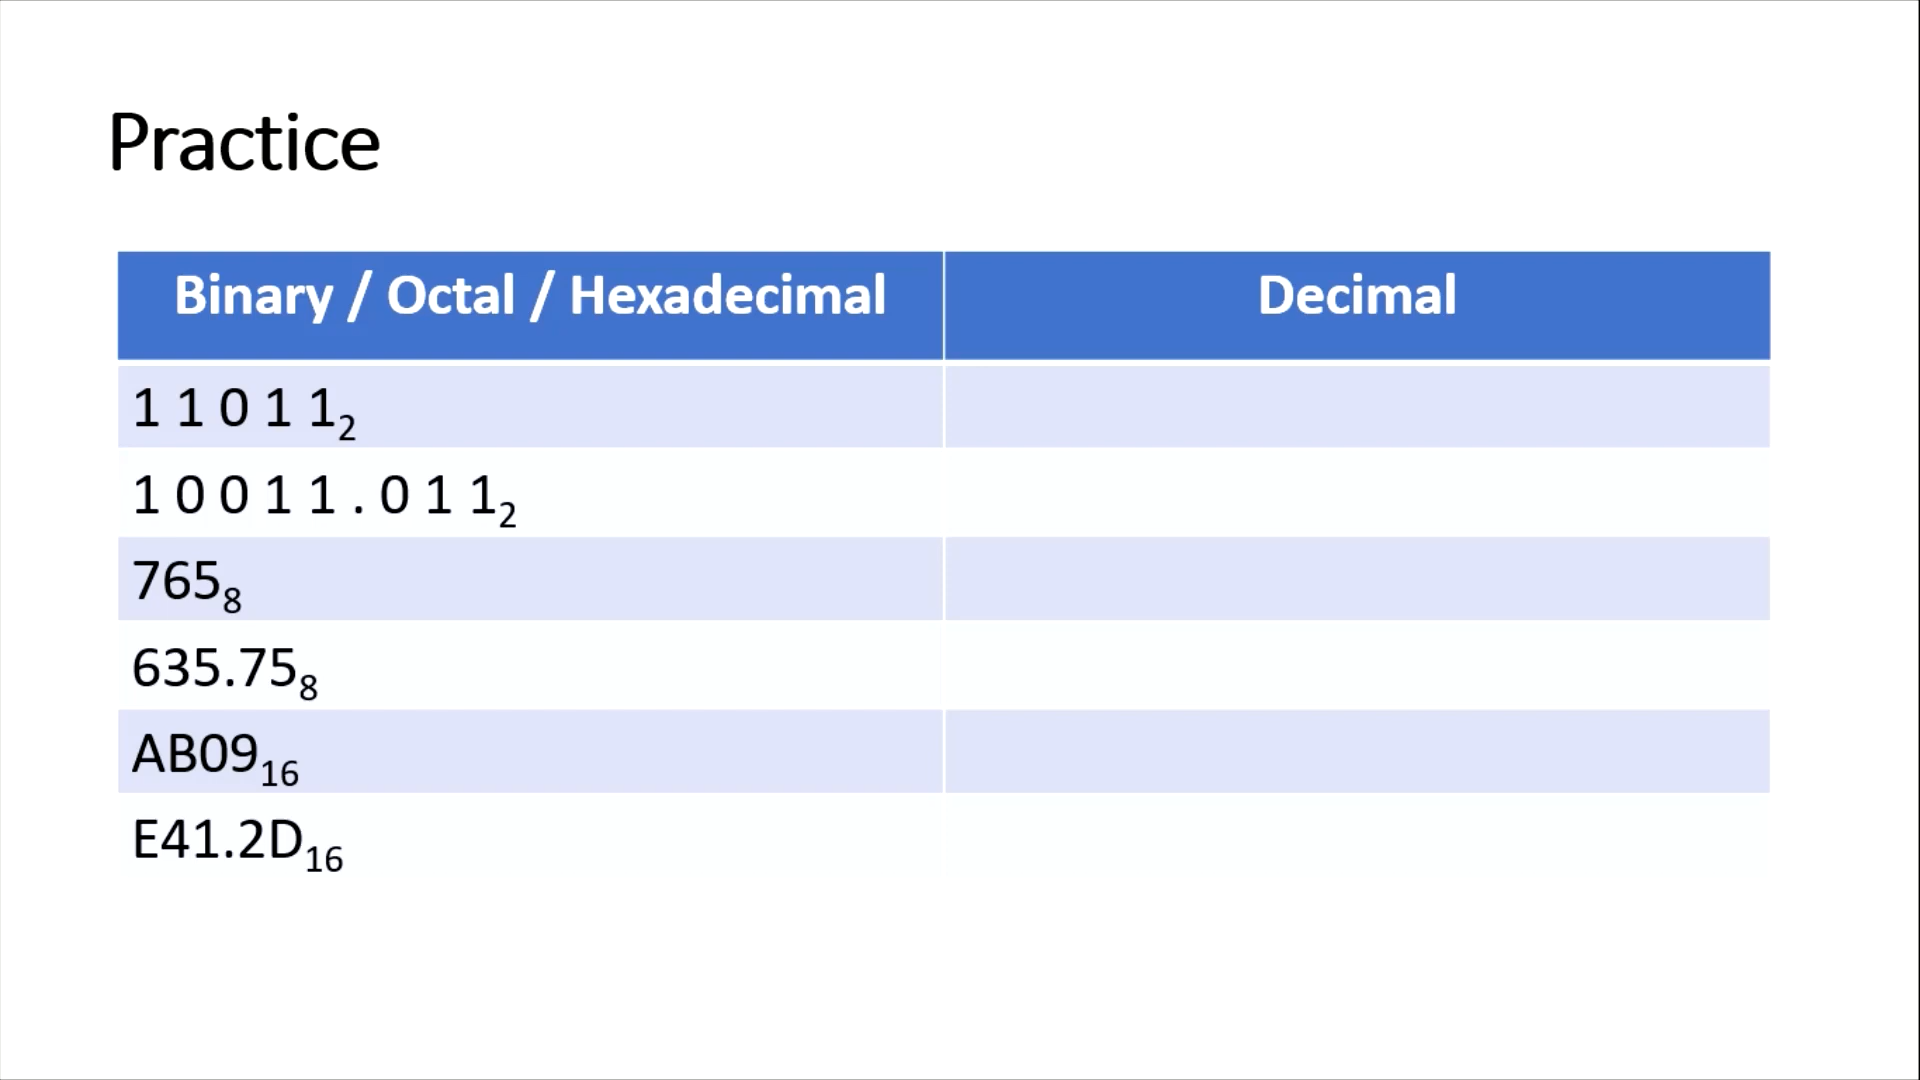 Practice
Binary / Octal / Hexadecimal Decimal
1 1 0 1 1₂
1 0 0 1 1 . 0 1 1₂
765₈
635.75₈
AB09₁₆
E41.2D₁₆